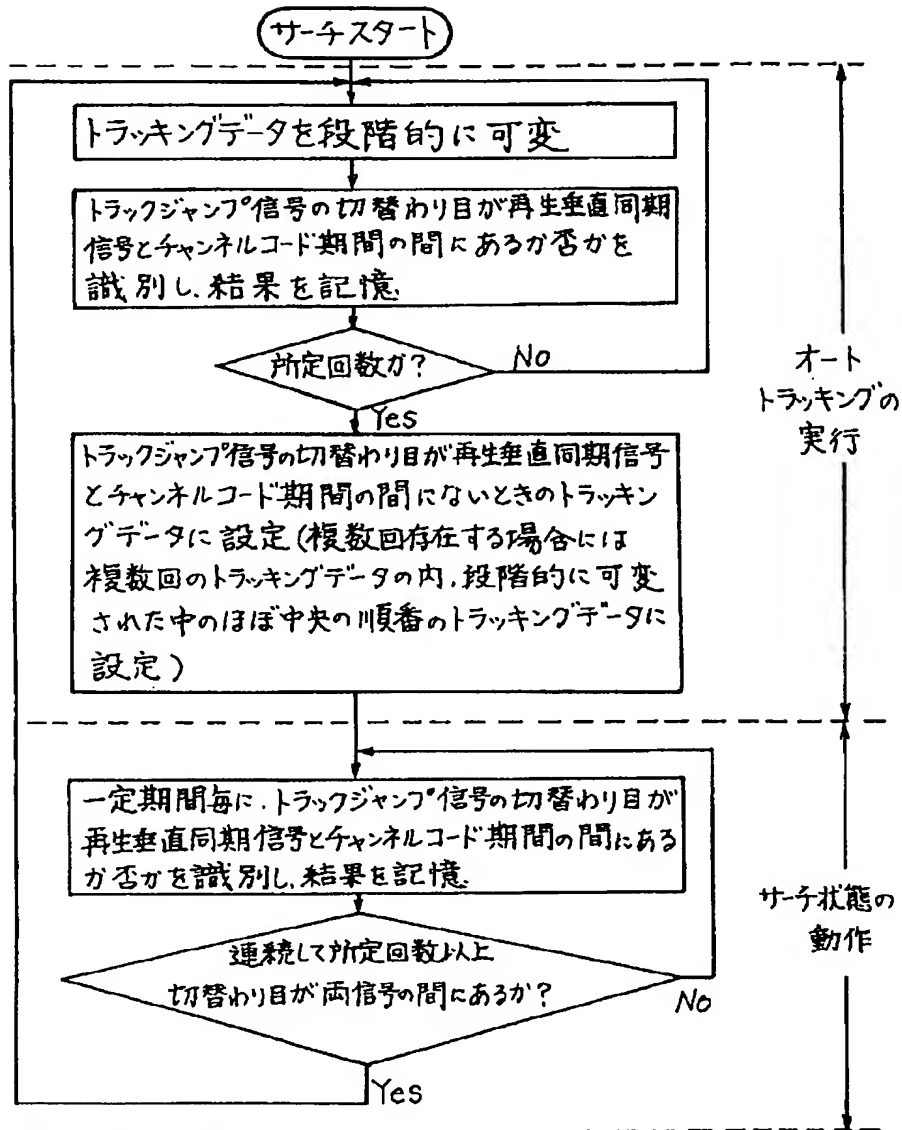 サーチスタート
トラッキングデータを段階的に可変
トラックジャンプ信号の切替わり目が再生垂直同期
信号とチャンネルコード期間の間にあるか否かを
識別し、結果を記憶.
所定回数か?
No
Yes
トラックジャンプ信号の切替わり目が再生垂直同期信号
とチャンネルコード期間の間にないときのトラッキン
グデータに設定(複数回存在する場合には
複数回のトラッキングデータの内、段階的に可変
された中のほぼ中央の順番のトラッキングデータに
設定)
オート
トラッキングの
実行
一定期間毎に、トラックジャンプ信号の切替わり目が
再生垂直同期信号とチャンネルコード期間の間にある
か否かを識別し、結果を記憶.
連続して所定回数以上
切替わり目が両信号の間にあるか?
No
Yes
サーチ状態の
動作